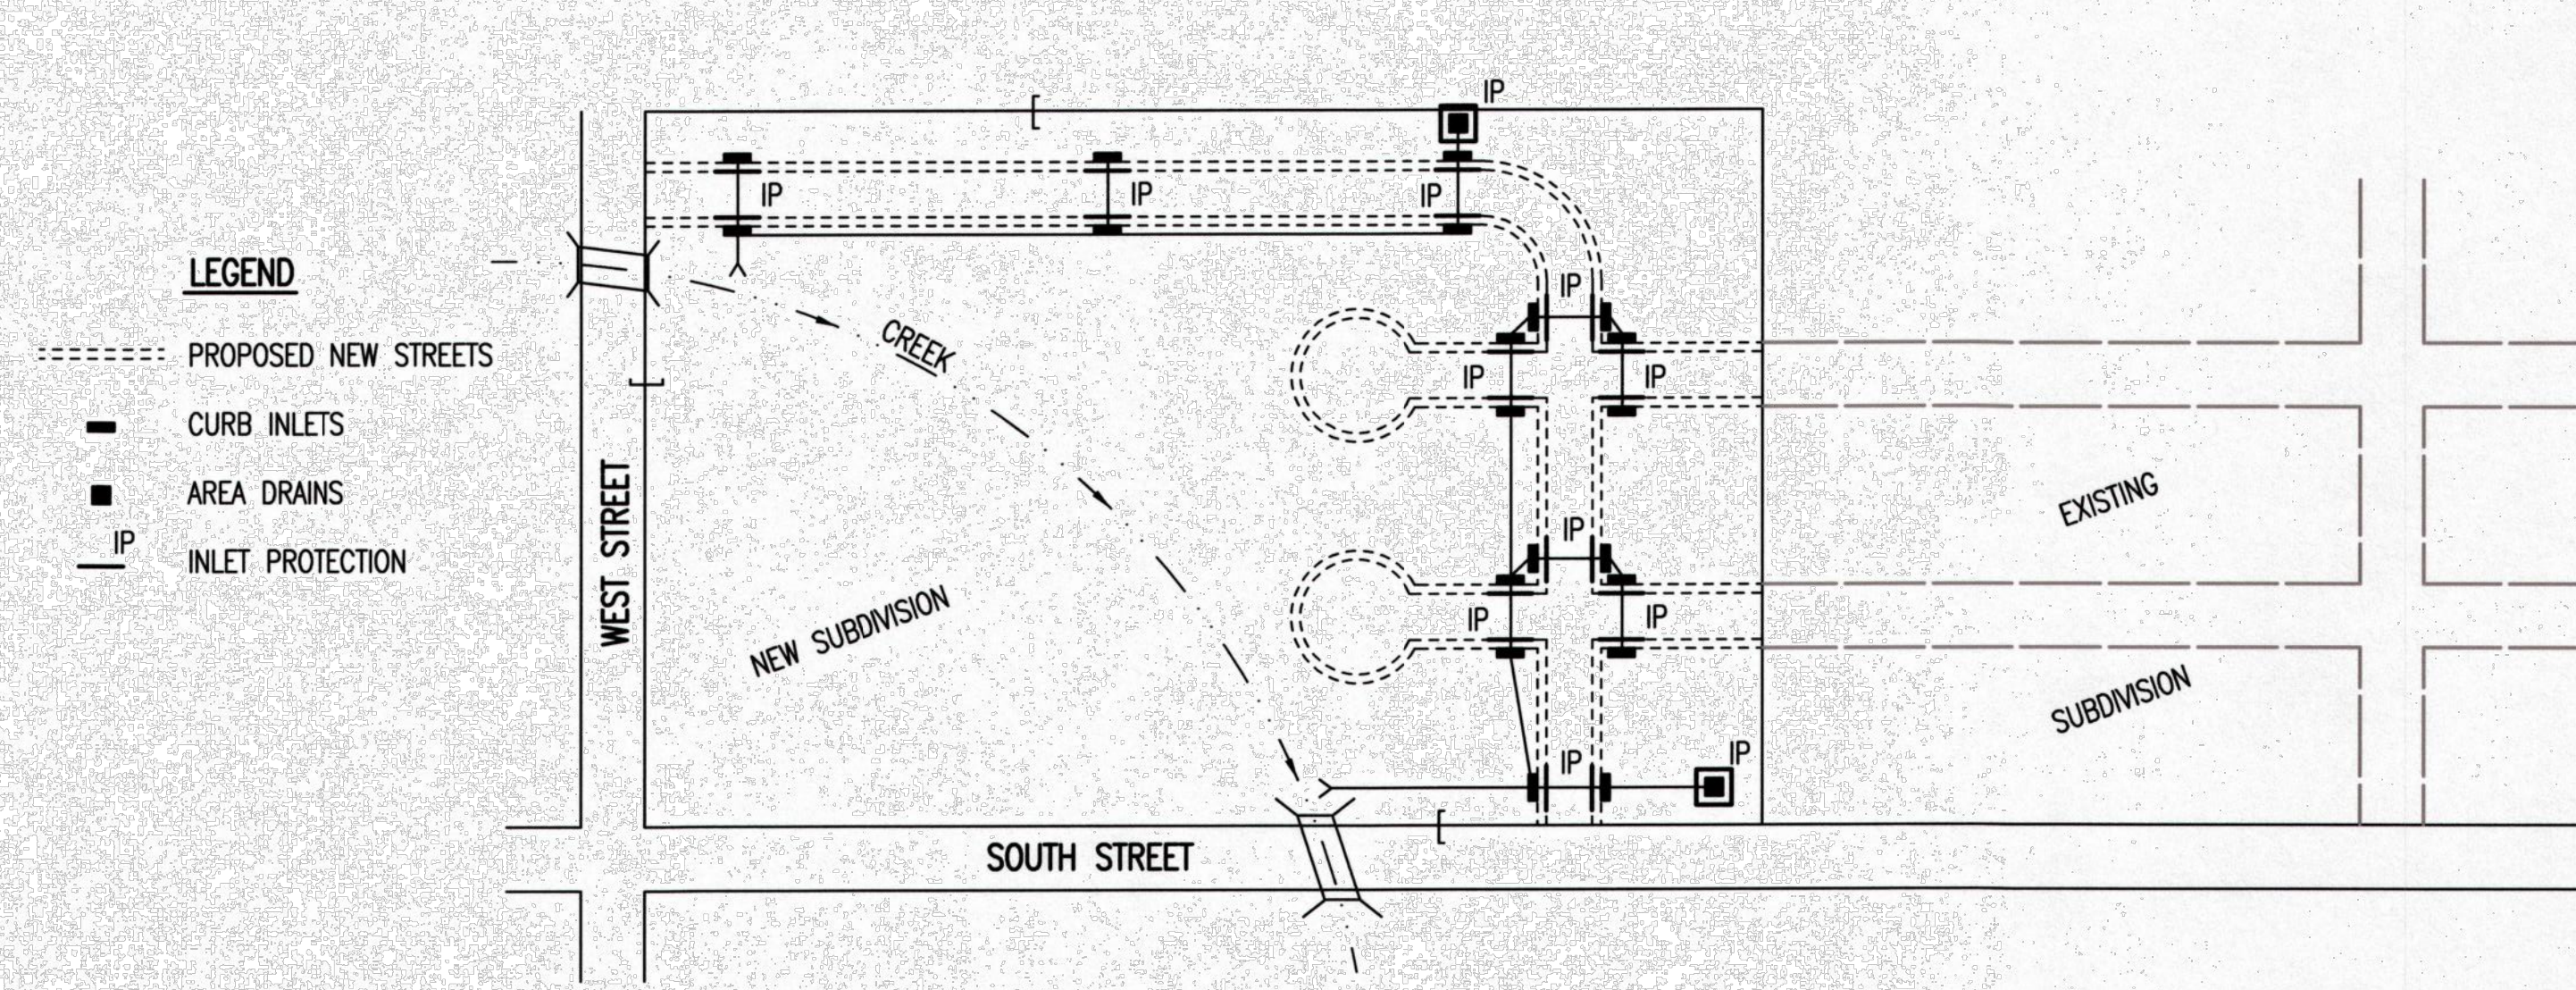 LEGEND
PROPOSED NEW STREETS
CURB INLETS
AREA DRAINS
IP
INLET PROTECTION
WEST STREET
IP
IP
IP
IP
CREEK
IP
IP
IP
NEW SUBDIVISION
IP
IP
IP
IP
IP
SOUTH STREET
EXISTING
SUBDIVISION